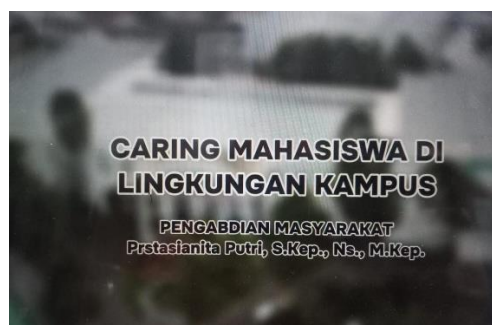 CARING MAHASISWA DI
LINGKUNGAN KAMPUS
PENGABDIAN MASYARAKAT
Prstasianita Putri, S.Kep., Ns., M.Kep.